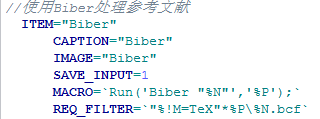 //使用Biber处理参考文献
ITEM="Biber"
CAPTION="Biber"
IMAGE="Biber"
SAVE_INPUT=1
MACRO=`Run('Biber "%N"','%P');`
REQ_FILTER=`"%!M=TeX"*%P\%N.bcf`